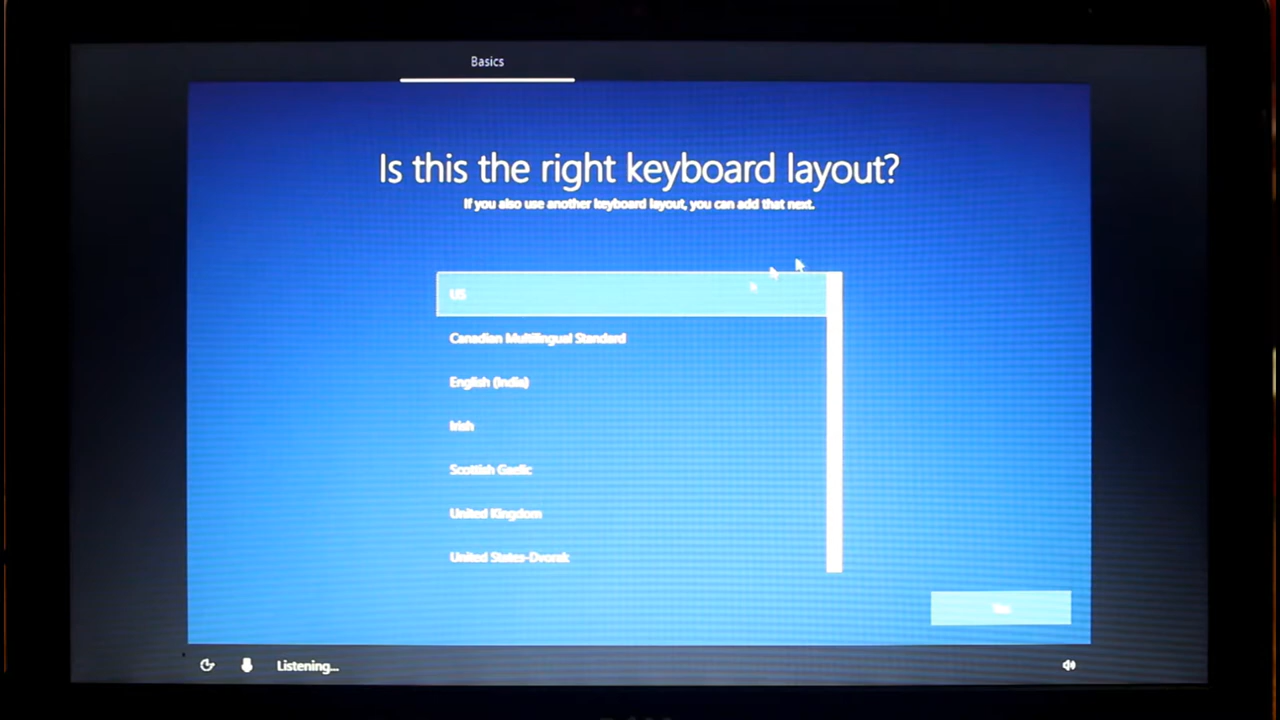 Basics
Is this the right keyboard layout?
If you also use another keyboard layout, you can add that next.
US
Canadian Multilingual Standard
English (India)
Irish
Scottish Gaelic
United Kingdom
United States-Dvorak
Yes
Listening...